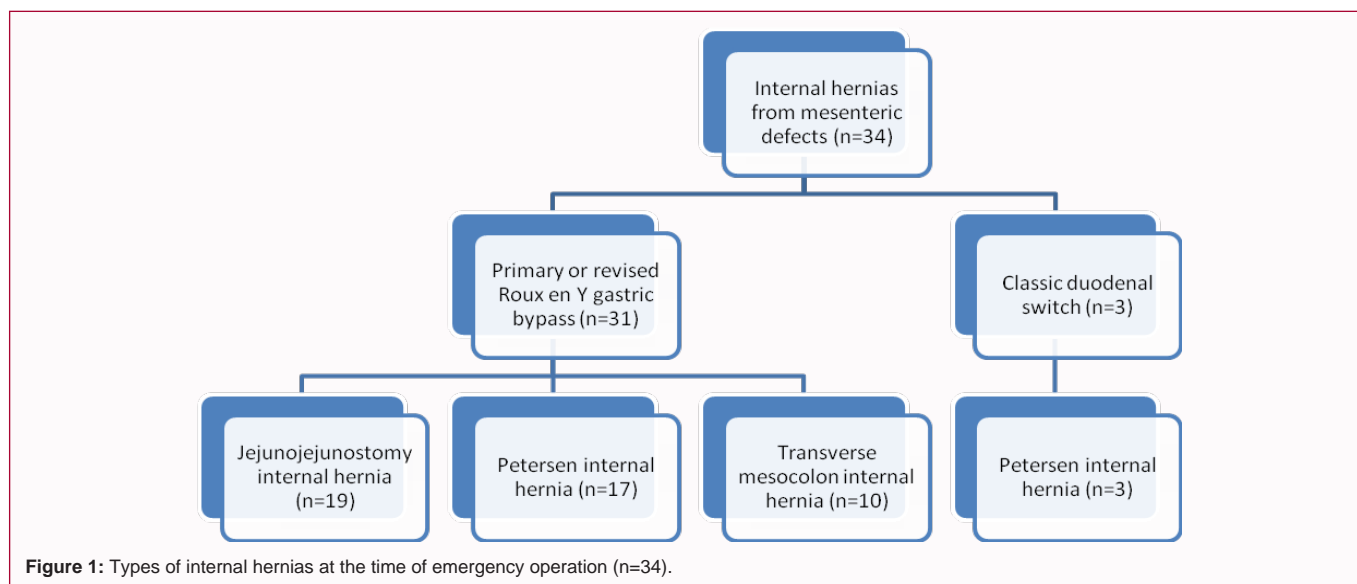 Internal hernias
from mesenteric
defects (n=34)
Primary or revised
Roux en Y gastric
bypass (n=31)
Classic duodenal
switch (n=3)
Jejunojejunostomy
internal hernia
(n=19)
Petersen internal
hernia (n=17)
Transverse
mesocolon internal
hernia (n=10)
Petersen internal
hernia (n=3)
Figure 1: Types of internal hernias at the time of emergency operation (n=34).